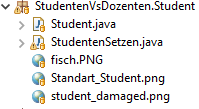 StudentenVsDozenten.Student
Student.java
StudentenSetzen.java
fisch.PNG
Standart_Student.png
student_damaged.png